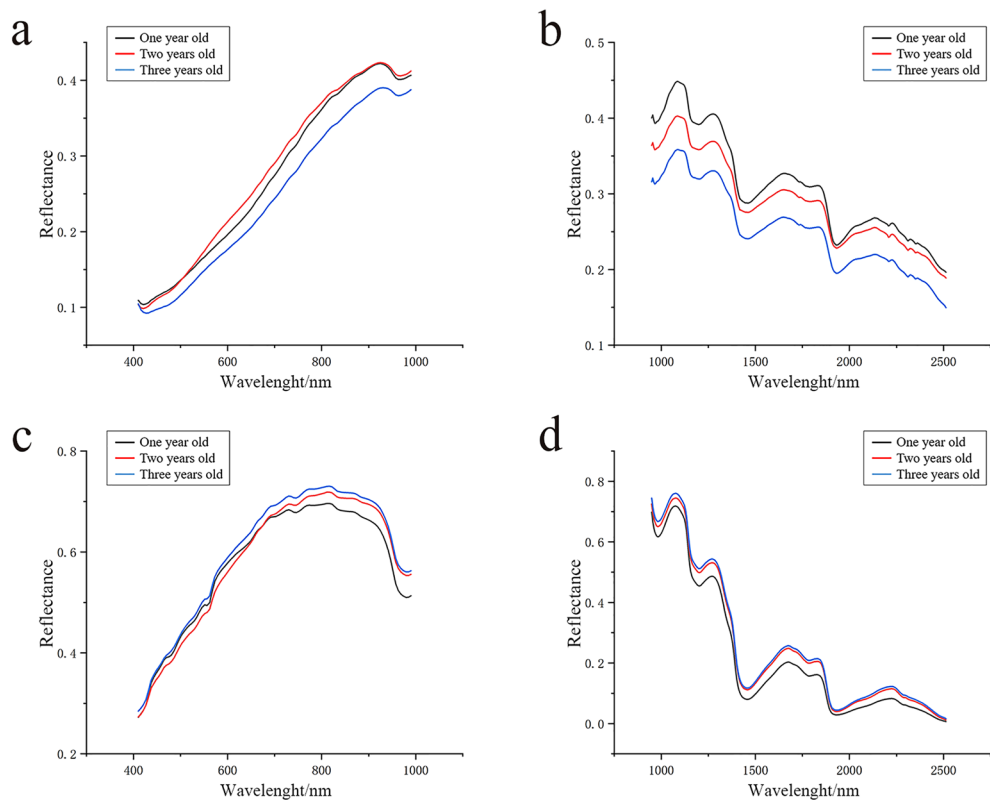 a
One year old
Two years old
Three years old
0.4
0.3
0.2
0.1
Reflectance
400
600
800
1000
Wavelenght/nm
b
One year old
Two years old
Three years old
0.5
0.4
0.3
0.2
0.1
Reflectance
1000
1500
2000
2500
Wavelenght/nm
c
One year old
Two years old
Three years old
0.8
0.6
0.4
0.2
Reflectance
400
600
800
1000
Wavelenght/nm
d
One year old
Two years old
Three years old
0.8
0.6
0.4
0.2
0.0
Reflectance
1000
1500
2000
2500
Wavelenght/nm